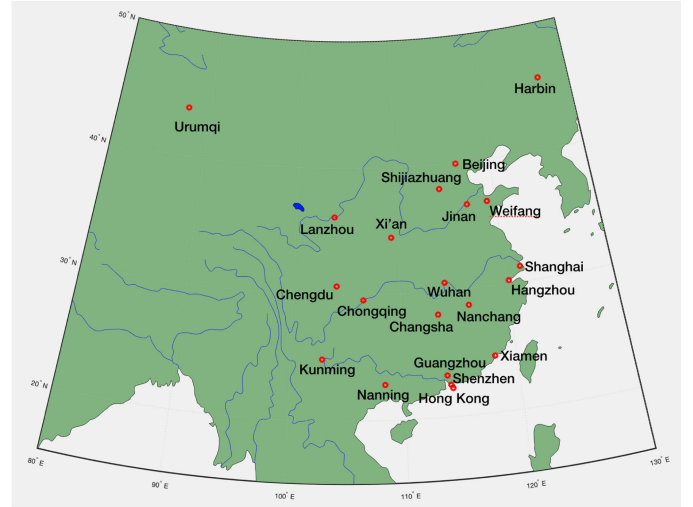 50° N
Harbin
Urumqi
40° N
Beijing
Shijiazhuang
Jinan
Weifang
Lanzhou
Xi'an
30° N
Shanghai
Hangzhou
Chengdu
Wuhan
Chongqing
Nanchang
Changsha
Xiamen
Kunming
Guangzhou
Shenzhen
20° N
Nanning
Hong Kong
80° E
90° E
100° E
110° E
120° E
130° E